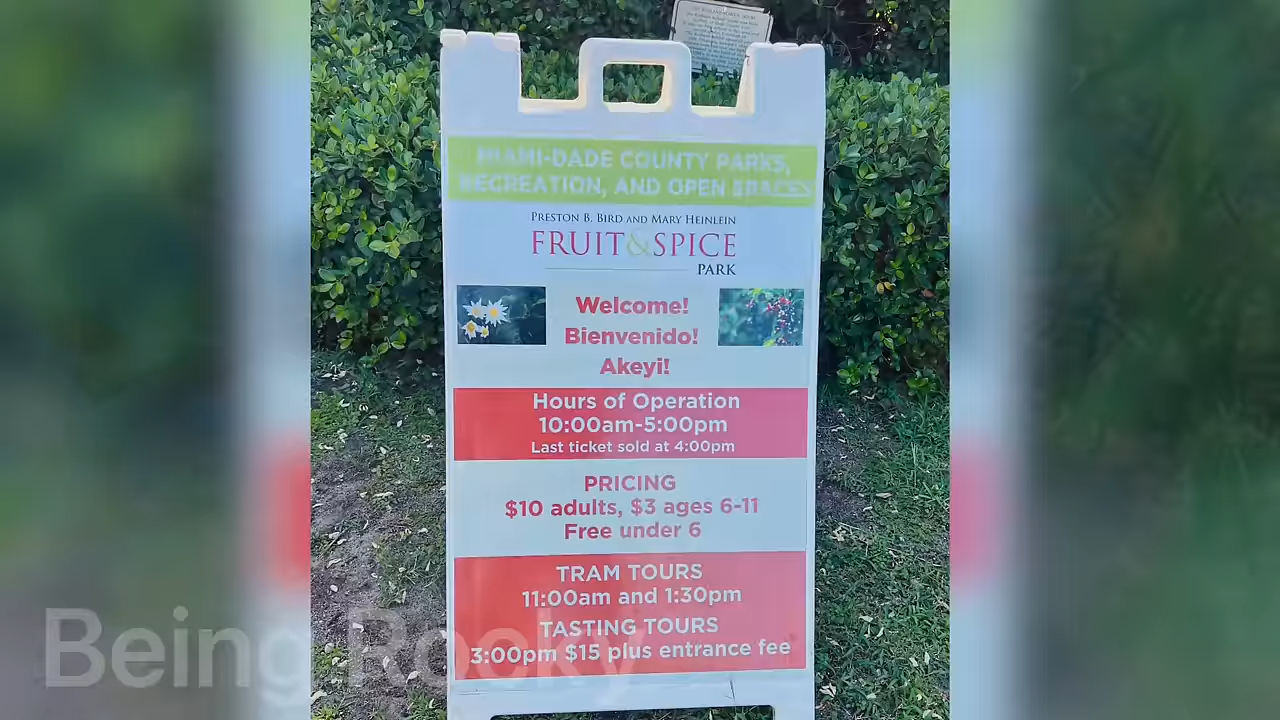 MIAMI-DADE COUNTY PARKS,
RECREATION, AND OPEN SPACES
PRESTON B. BIRD AND MARY HEINLEIN
FRUIT&SPICE
PARK
Welcome!
Bienvenido!
Akeyi!
Hours of Operation
10:00am-5:00pm
Last ticket sold at 4:00pm
PRICING
$10 adults, $3 ages 6-11
Free under 6
TRAM TOURS
11:00am and 1:30pm
TASTING TOURS
3:00pm $15 plus entrance fee
Being Rocky